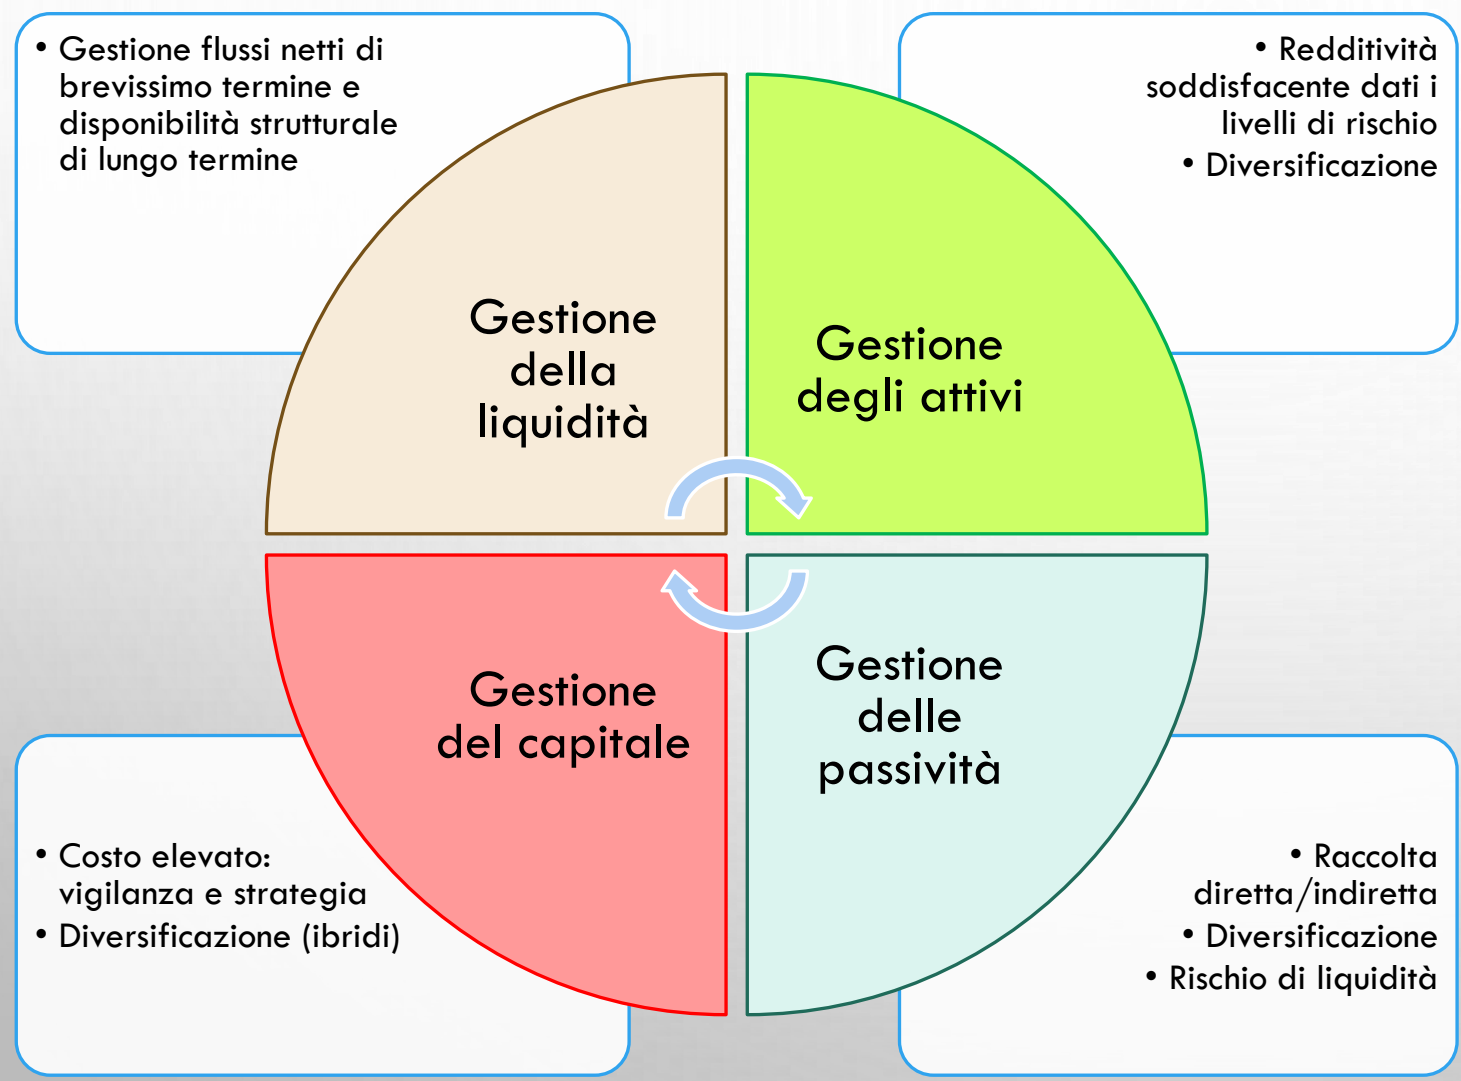 • Gestione flussi netti di
brevissimo termine e
disponibilità strutturale
di lungo termine
• Redditività
soddisfacente dati i
livelli di rischio
• Diversificazione
Gestione
della
liquidità
Gestione
degli attivi
Gestione
del capitale
Gestione
delle
passività
• Costo elevato:
vigilanza e strategia
• Diversificazione (ibridi)
• Raccolta
diretta/indiretta
• Diversificazione
• Rischio di liquidità